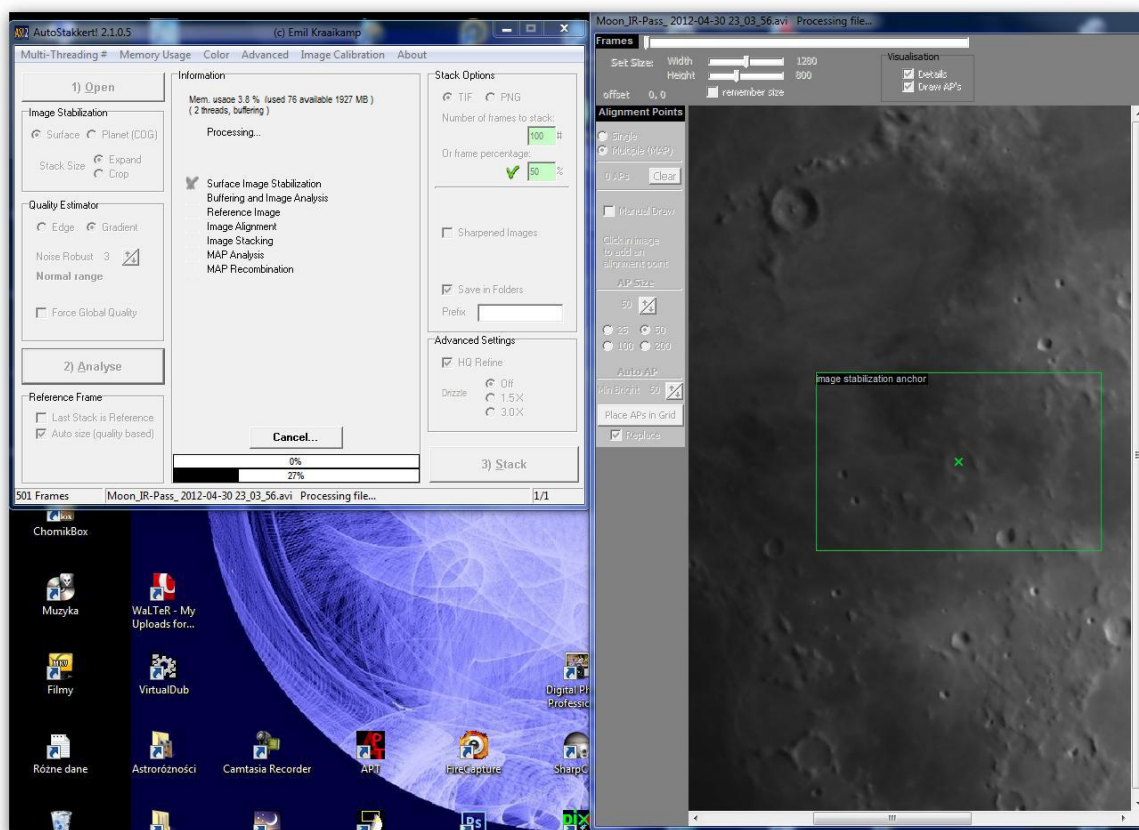 AutoStakkert! 2.1.0.5 (c) Emil Kraaikamp
Multi-Threading # Memory Usage Color Advanced Image Calibration About
1) Open
Image Stabilization
Surface Planet (COG)
Stack Size Expand
Crop
Quality Estimator
Edge Gradient
Noise Robust 3
Normal range
Force Global Quality
2) Analyse
Reference Frame
Last Stack is Reference
Auto size (quality based)
Information
Mem. usage 3.8 % (used 76 available 1927 MB )
( 2 threads, buffering )
Processing...
Surface Image Stabilization
Buffering and Image Analysis
Reference Image
Image Alignment
Image Stacking
MAP Analysis
MAP Recombination
Cancel...
0%
27%
Stack Options
TIF PNG
Number of frames to stack:
100 #
Or frame percentage:
50 %
Sharpened Images
Save in Folders
Prefix
Advanced Settings
HQ Refine
Drizzle Off
1.5X
3.0X
3) Stack
501 Frames Moon_IR-Pass_ 2012-04-30 23_03_56.avi Processing file... 1/1
Moon_IR-Pass_ 2012-04-30 23_03_56.avi Processing file...
Frames
Set Size: Width 1280
Height 800
offset 0, 0 remember size
Visualisation
Details
Draw AP's
Alignment Points
Single
Multiple (MAP)
0 APs Clear
Manual Draw
Click in image
to add an
alignment point
AP Size
50
25 50
100 200
Auto AP
Min Bright 50
Place APs in Grid
Replace
image stabilization anchor
ChomikBox
Muzyka
WaLTeR - My
Uploads for...
Filmy
VirtualDub
Digital Ph
Professio
Różne dane
Astroróżności
Camtasia Recorder
APT
FireCapture
SharpC
Ps